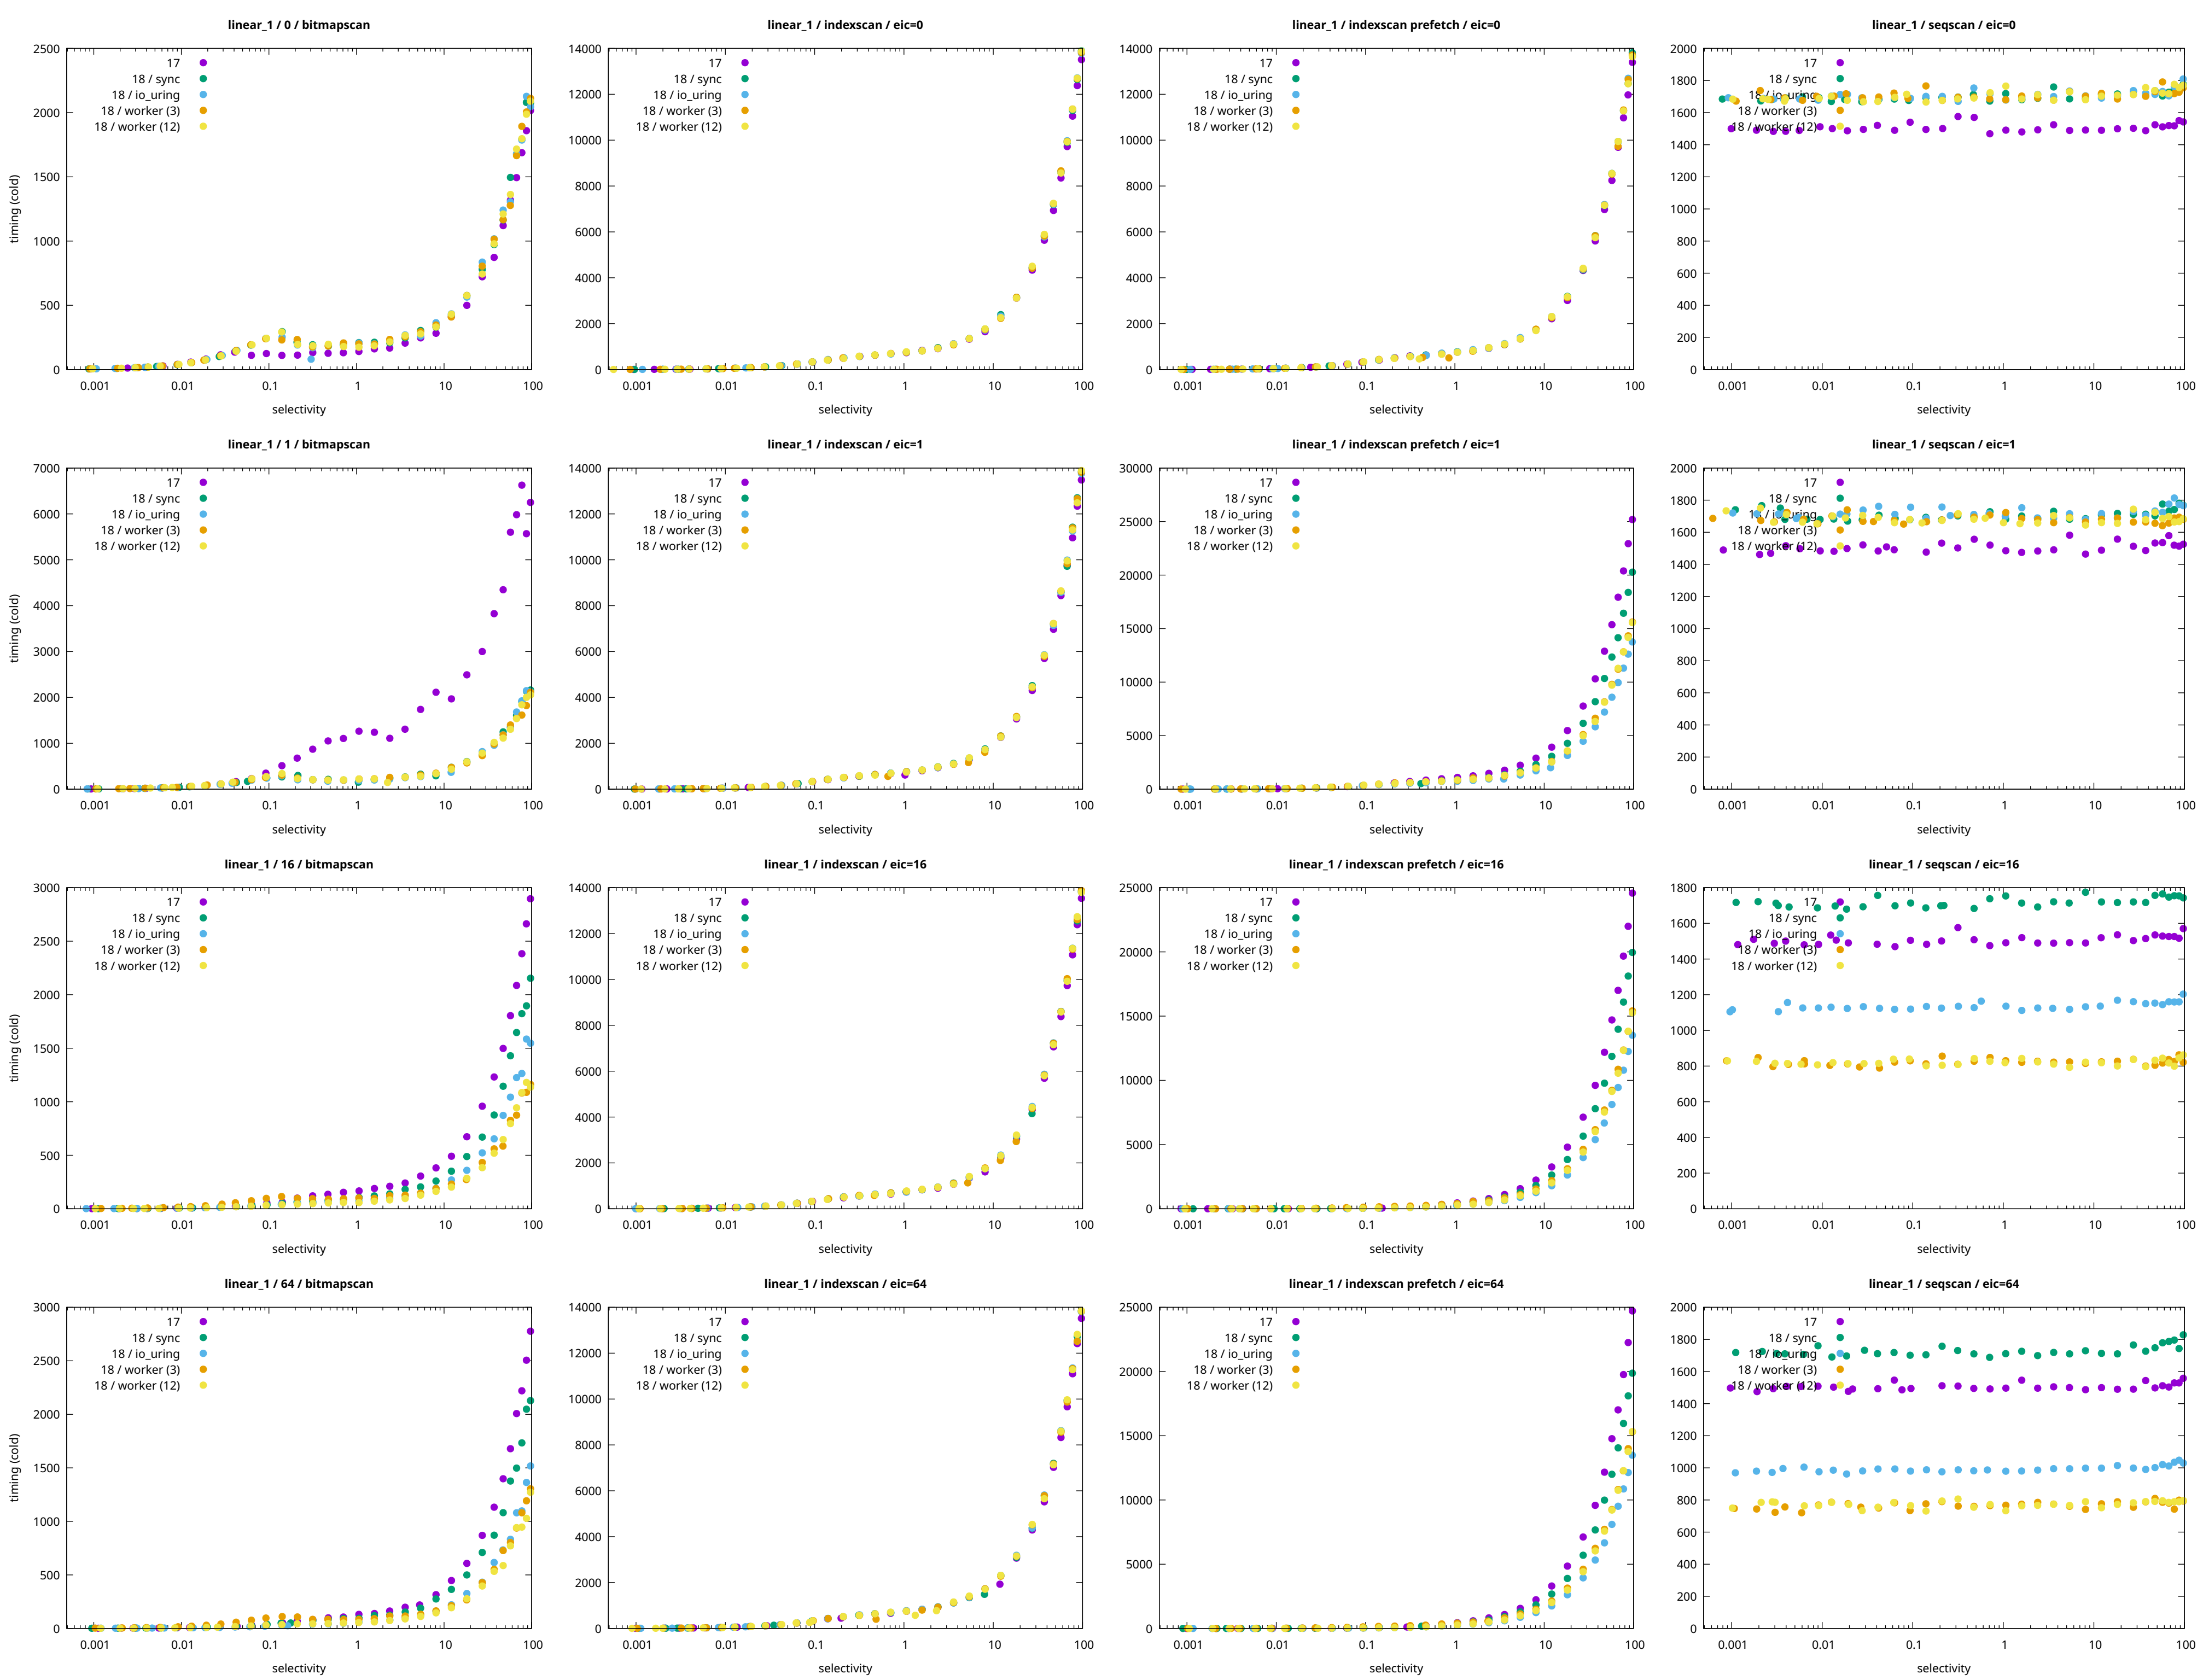 linear_1 / 0 / bitmapscan
timing (cold)
2500
2000
1500
1000
500
0
17
18 / sync
18 / io_uring
18 / worker (3)
18 / worker (12)
0.001 0.01 0.1 1 10 100
selectivity
linear_1 / indexscan / eic=0
14000
12000
10000
8000
6000
4000
2000
0
17
18 / sync
18 / io_uring
18 / worker (3)
18 / worker (12)
0.001 0.01 0.1 1 10 100
selectivity
linear_1 / indexscan prefetch / eic=0
14000
12000
10000
8000
6000
4000
2000
0
17
18 / sync
18 / io_uring
18 / worker (3)
18 / worker (12)
0.001 0.01 0.1 1 10 100
selectivity
linear_1 / seqscan / eic=0
2000
1800
1600
1400
1200
1000
800
600
400
200
0
17
18 / sync
18 / io_uring
18 / worker (3)
18 / worker (12)
0.001 0.01 0.1 1 10 100
selectivity
linear_1 / 1 / bitmapscan
timing (cold)
7000
6000
5000
4000
3000
2000
1000
0
17
18 / sync
18 / io_uring
18 / worker (3)
18 / worker (12)
0.001 0.01 0.1 1 10 100
selectivity
linear_1 / indexscan / eic=1
14000
12000
10000
8000
6000
4000
2000
0
17
18 / sync
18 / io_uring
18 / worker (3)
18 / worker (12)
0.001 0.01 0.1 1 10 100
selectivity
linear_1 / indexscan prefetch / eic=1
30000
25000
20000
15000
10000
5000
0
17
18 / sync
18 / io_uring
18 / worker (3)
18 / worker (12)
0.001 0.01 0.1 1 10 100
selectivity
linear_1 / seqscan / eic=1
2000
1800
1600
1400
1200
1000
800
600
400
200
0
17
18 / sync
18 / io_uring
18 / worker (3)
18 / worker (12)
0.001 0.01 0.1 1 10 100
selectivity
linear_1 / 16 / bitmapscan
timing (cold)
3000
2500
2000
1500
1000
500
0
17
18 / sync
18 / io_uring
18 / worker (3)
18 / worker (12)
0.001 0.01 0.1 1 10 100
selectivity
linear_1 / indexscan / eic=16
14000
12000
10000
8000
6000
4000
2000
0
17
18 / sync
18 / io_uring
18 / worker (3)
18 / worker (12)
0.001 0.01 0.1 1 10 100
selectivity
linear_1 / indexscan prefetch / eic=16
25000
20000
15000
10000
5000
0
17
18 / sync
18 / io_uring
18 / worker (3)
18 / worker (12)
0.001 0.01 0.1 1 10 100
selectivity
linear_1 / seqscan / eic=16
1800
1600
1400
1200
1000
800
600
400
200
0
17
18 / sync
18 / io_uring
18 / worker (3)
18 / worker (12)
0.001 0.01 0.1 1 10 100
selectivity
linear_1 / 64 / bitmapscan
timing (cold)
3000
2500
2000
1500
1000
500
0
17
18 / sync
18 / io_uring
18 / worker (3)
18 / worker (12)
0.001 0.01 0.1 1 10 100
selectivity
linear_1 / indexscan / eic=64
14000
12000
10000
8000
6000
4000
2000
0
17
18 / sync
18 / io_uring
18 / worker (3)
18 / worker (12)
0.001 0.01 0.1 1 10 100
selectivity
linear_1 / indexscan prefetch / eic=64
25000
20000
15000
10000
5000
0
17
18 / sync
18 / io_uring
18 / worker (3)
18 / worker (12)
0.001 0.01 0.1 1 10 100
selectivity
linear_1 / seqscan / eic=64
2000
1800
1600
1400
1200
1000
800
600
400
200
0
17
18 / sync
18 / io_uring
18 / worker (3)
18 / worker (12)
0.001 0.01 0.1 1 10 100
selectivity